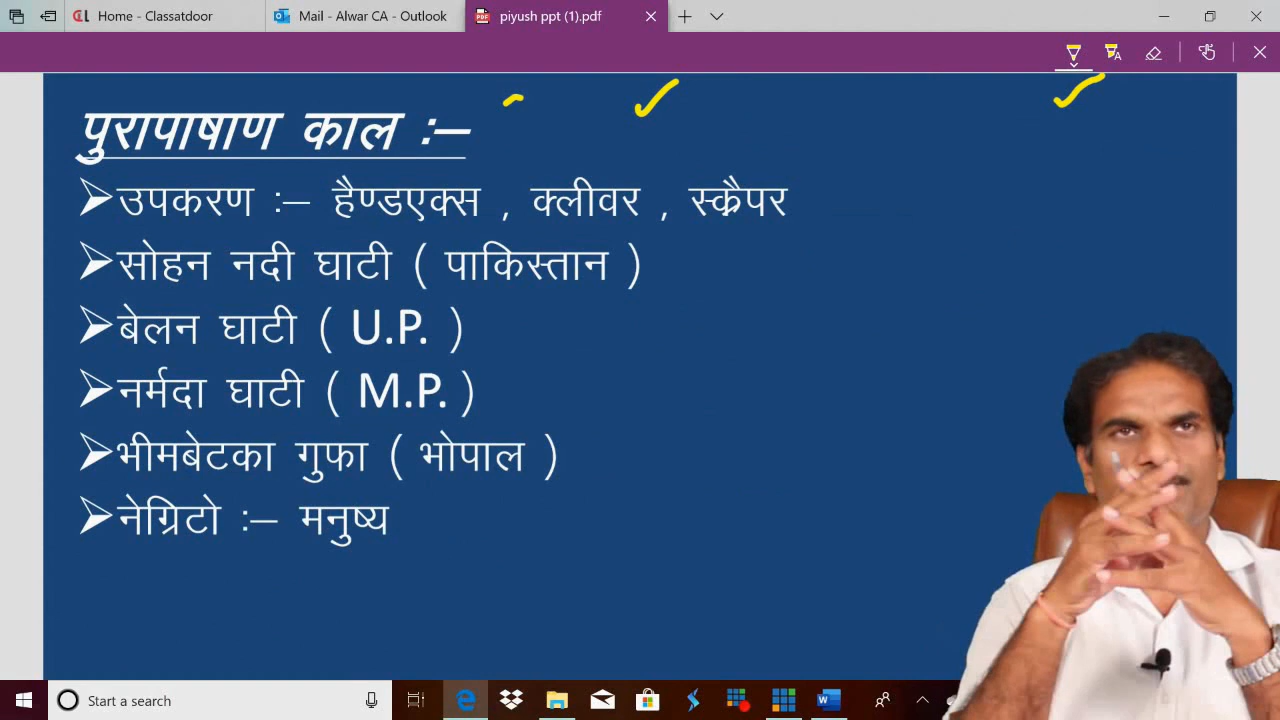 Home - Classatdoor
Mail - Alwar CA - Outlook
piyush ppt (1).pdf
पुरापाषाण काल :–
उपकरण :– हैण्डएक्स , क्लीवर , स्क्रैपर
सोहन नदी घाटी ( पाकिस्तान )
बेलन घाटी ( U.P. )
नर्मदा घाटी ( M.P. )
भीमबेटका गुफा ( भोपाल )
नेग्रिटो :– मनुष्य
Start a search